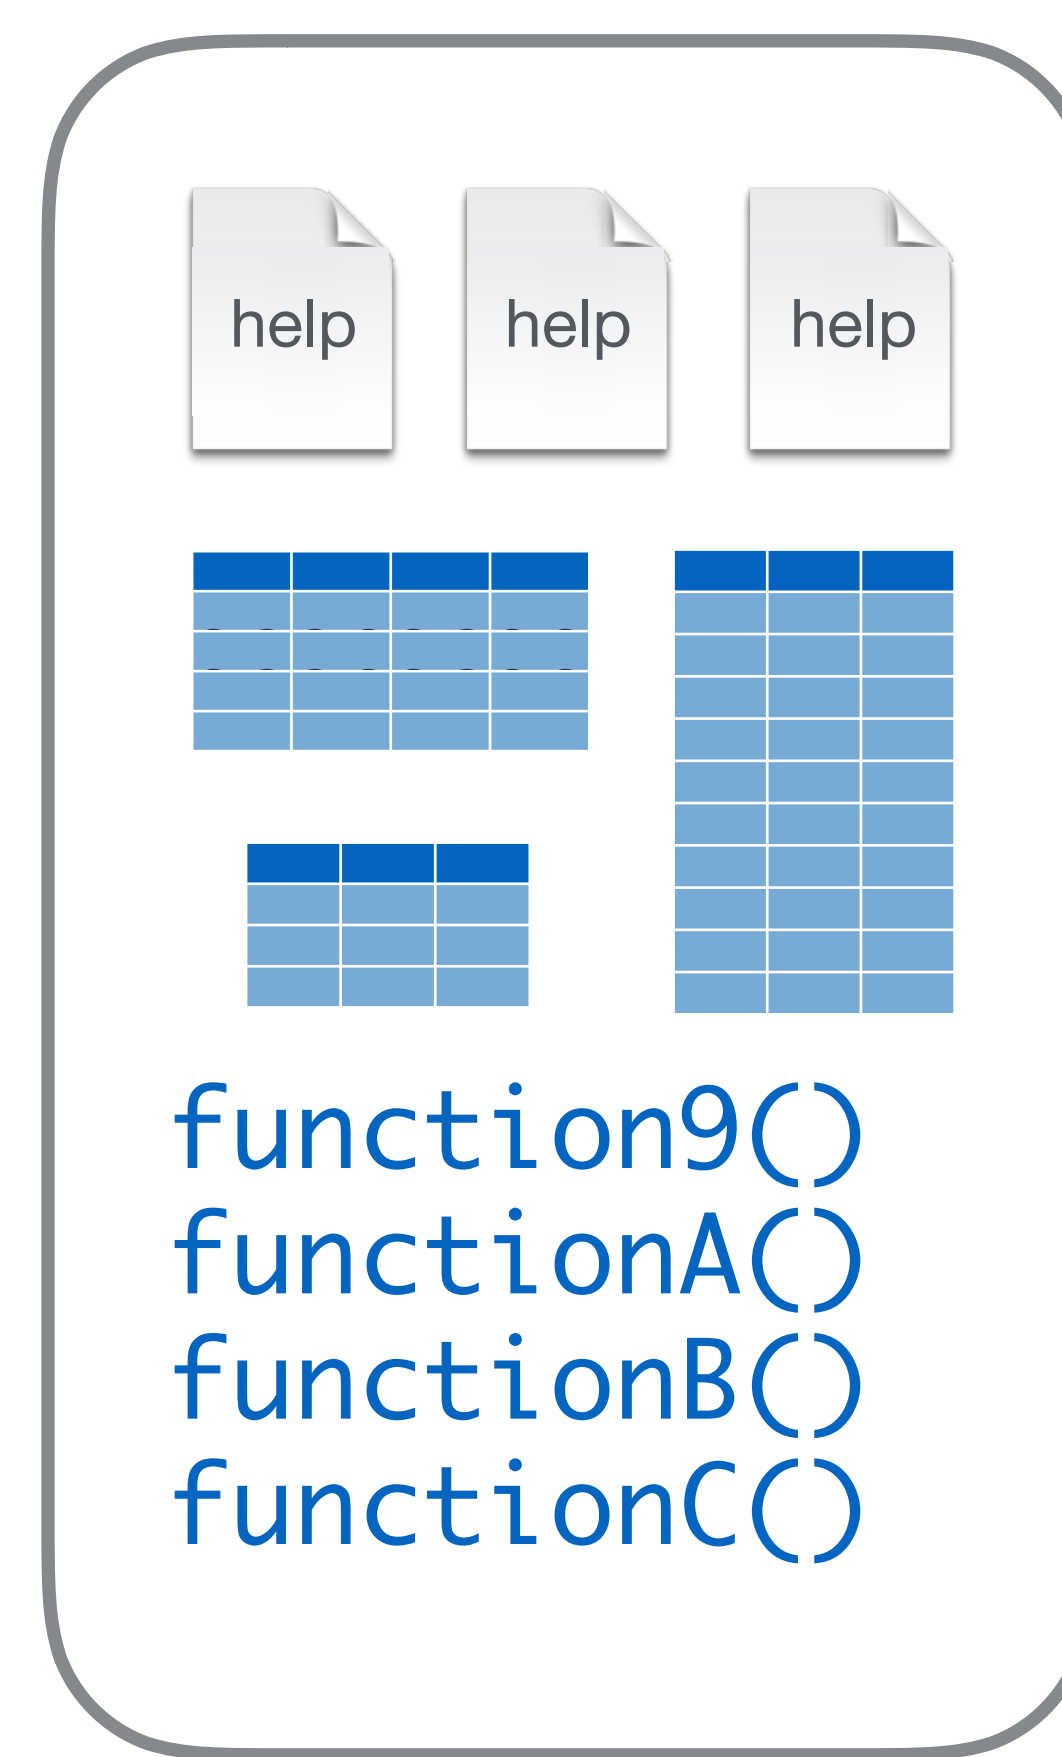 help help help
function9()
functionA()
functionB()
functionC()